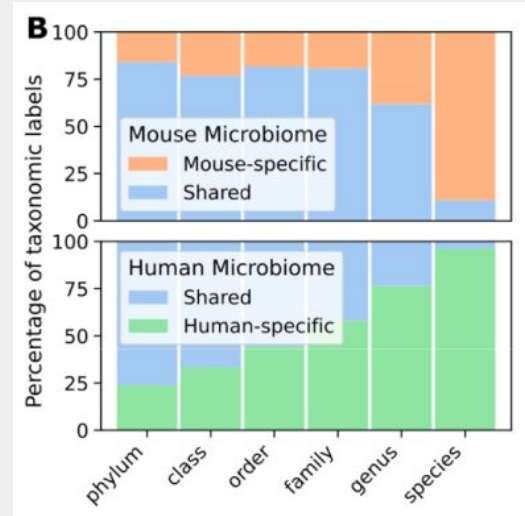 B
Percentage of taxonomic labels
100
75
50
25
0
Mouse Microbiome
Mouse-specific
Shared
100
75
50
25
0
Human Microbiome
Shared
Human-specific
phylum
class
order
family
genus
species